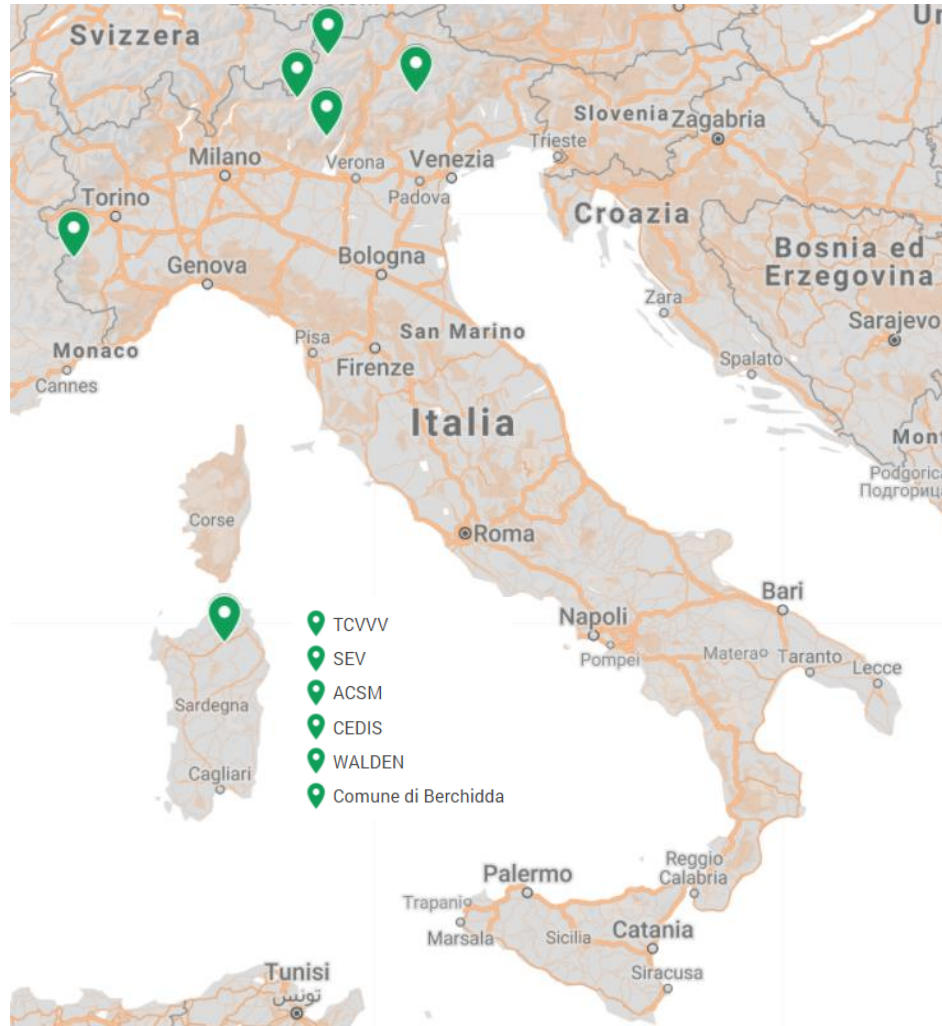 Svizzera
Slovenia
Zagabria
Trieste
Milano
Verona
Venezia
Padova
Torino
Croazia
Bologna
Bosnia ed
Erzegovina
Genova
Zara
San Marino
Sarajevo
Pisa
Monaco
Firenze
Spalato
Cannes
Italia
Mont
Podgorica
Подгорица
Corse
Roma
Bari
Napoli
Pompei
Matera
Taranto
Lecce
Sardegna
Cagliari
TCVVV
SEV
ACSM
CEDIS
WALDEN
Comune di Berchidda
Reggio
Calabria
Palermo
Trapani
Marsala
Sicilia
Catania
Siracusa
Tunisi
تونس